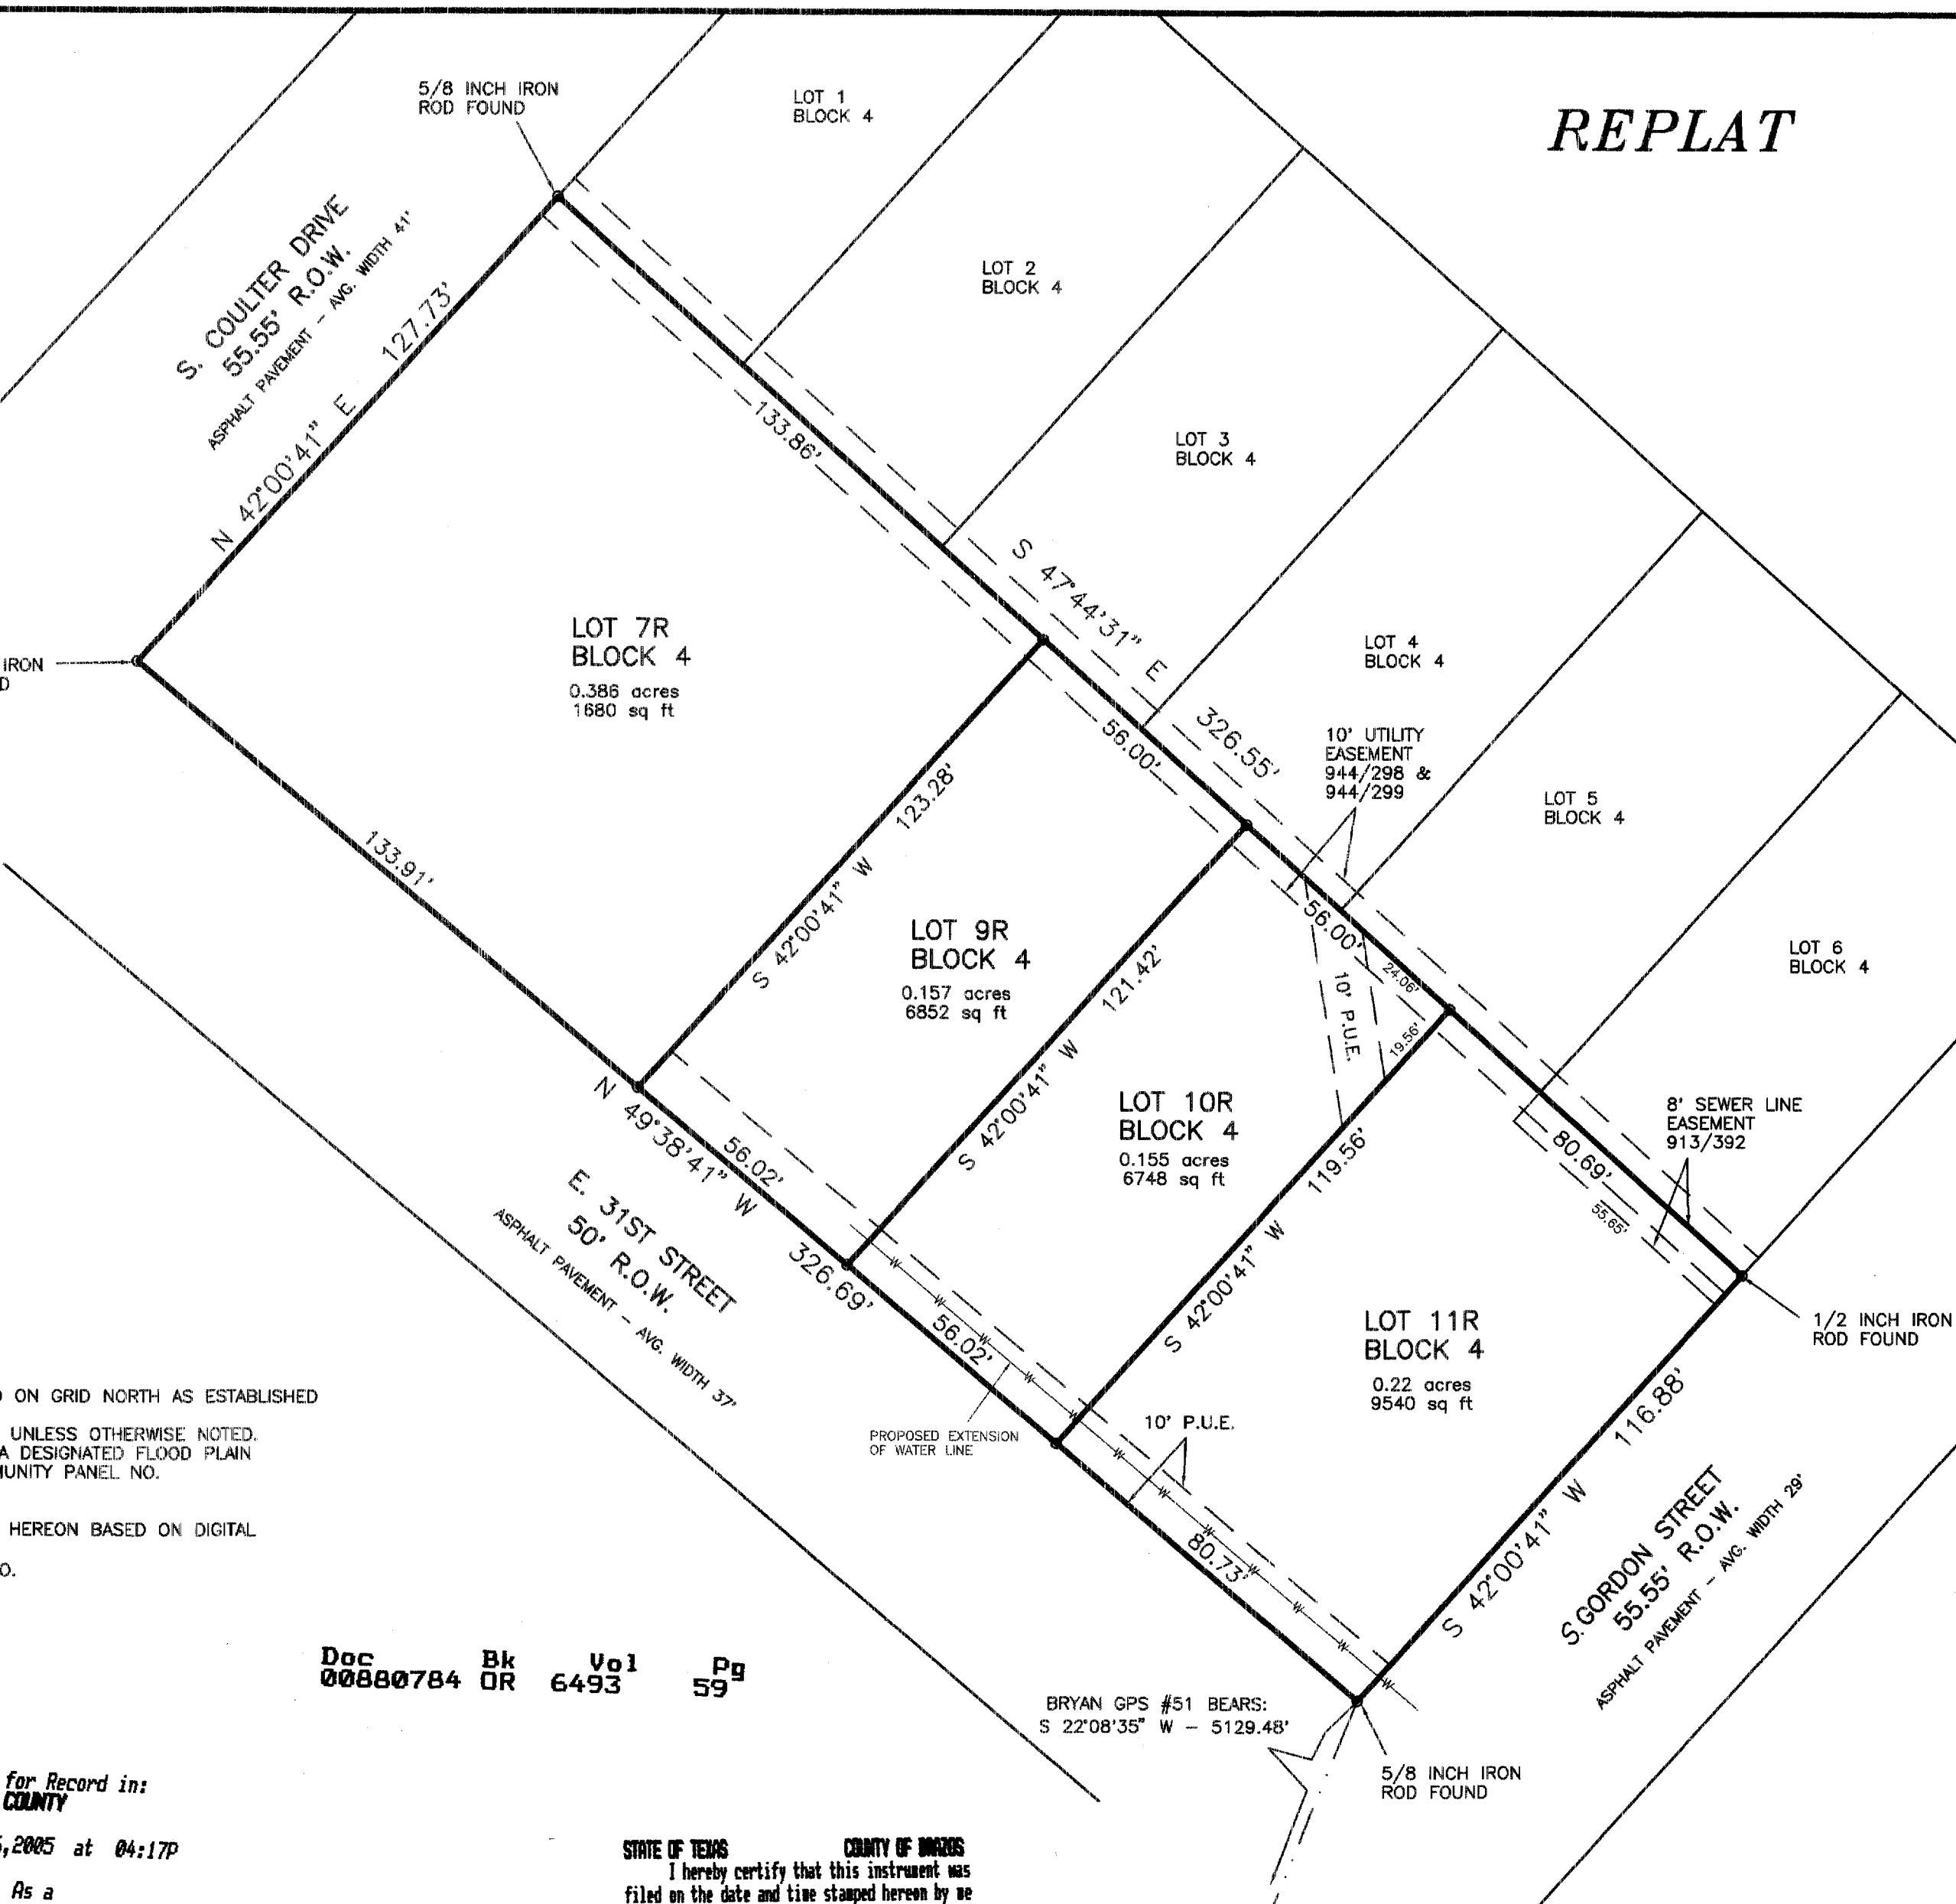 REPLAT
5/8 INCH IRON
ROD FOUND
LOT 1
BLOCK 4
S. COULTER DRIVE
55.55' R.O.W.
ASPHALT PAVEMENT - AVG. WIDTH 41'
N 42°00'41" E 127.73'
LOT 2
BLOCK 4
133.86'
LOT 3
BLOCK 4
S 47°44'31" E 326.55'
LOT 4
BLOCK 4
IRON
LOT 7R
BLOCK 4
0.386 acres
1680 sq ft
56.00'
10' UTILITY
EASEMENT
944/298 &
944/299
LOT 5
BLOCK 4
133.91'
S 42°00'41" W 123.28'
LOT 9R
BLOCK 4
0.157 acres
6852 sq ft
56.00'
24.06'
10' P.U.E.
19.56'
LOT 6
BLOCK 4
S 42°00'41" W 121.42'
LOT 10R
BLOCK 4
0.155 acres
6748 sq ft
8' SEWER LINE
EASEMENT
913/392
80.69'
55.65'
N 49°38'41" W 326.69'
56.02'
E. 31ST STREET
50' R.O.W.
ASPHALT PAVEMENT - AVG. WIDTH 37'
S 42°00'41" W 119.56'
56.02'
LOT 11R
BLOCK 4
0.22 acres
9540 sq ft
1/2 INCH IRON
ROD FOUND
PROPOSED EXTENSION
OF WATER LINE
10' P.U.E.
80.73'
S 42°00'41" W 116.88'
S.GORDON STREET
55.55' R.O.W.
ASPHALT PAVEMENT - AVG. WIDTH 29'
ON GRID NORTH AS ESTABLISHED
UNLESS OTHERWISE NOTED.
A DESIGNATED FLOOD PLAIN
MUNITY PANEL NO.
HEREON BASED ON DIGITAL
O.
Doc Bk Vol Pg
00880784 OR 6493 59
BRYAN GPS #51 BEARS:
S 22°08'35" W - 5129.48'
5/8 INCH IRON
ROD FOUND
for Record in:
COUNTY
,2005 at 04:17P
As a
STATE OF TEXAS COUNTY OF BRAZOS
I hereby certify that this instrument was
filed on the date and time stamped hereon by me